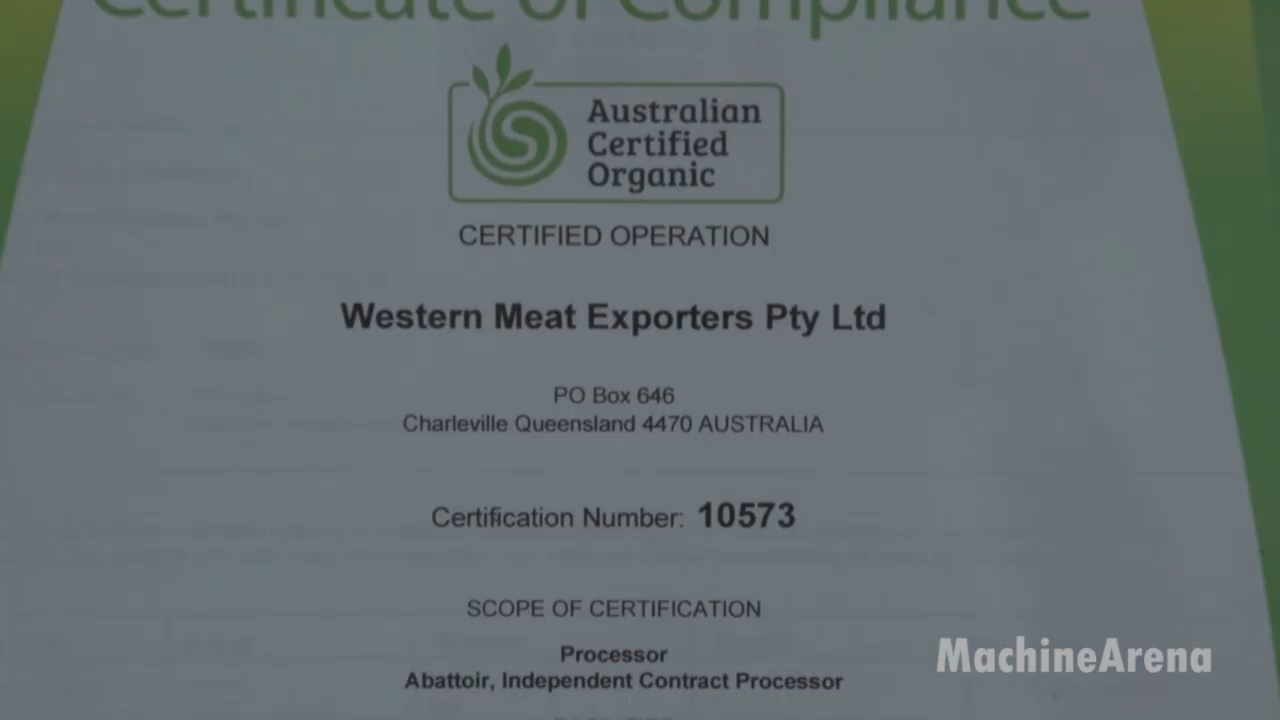 Certificate of Compliance
Australian
Certified
Organic
CERTIFIED OPERATION
Western Meat Exporters Pty Ltd
PO Box 646
Charleville Queensland 4470 AUSTRALIA
Certification Number: 10573
SCOPE OF CERTIFICATION
Processor
Abattoir, Independent Contract Processor
MachineArena